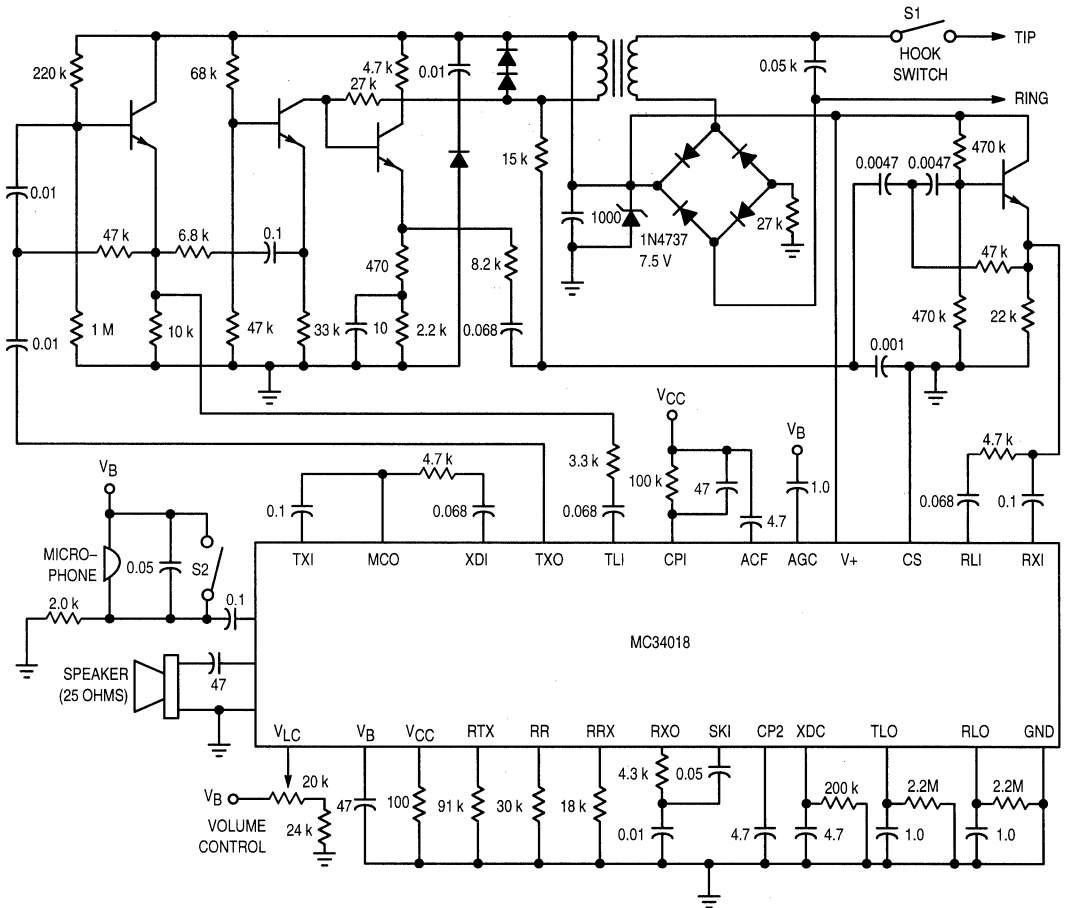 S1
TIP
HOOK
SWITCH
RING
220 k
68 k
4.7 k
27 k
0.01
0.05 k
15 k
470 k
0.0047
0.0047
0.01
1000
1N4737
7.5 V
27 k
47 k
6.8 k
0.1
470
8.2 k
47 k
470 k
22 k
1 M
10 k
47 k
33 k
10
2.2 k
0.068
0.01
0.001
VCC
VB
4.7 k
3.3 k
100 k
47
1.0
4.7 k
VB
0.1
0.068
0.068
4.7
0.068
0.1
MICRO-
PHONE
0.05
S2
TXI
MCO
XDI
TXO
TLI
CPI
ACF
AGC
V+
CS
RLI
RXI
2.0 k
0.1
MC34018
SPEAKER
(25 OHMS)
47
VLC
VB
VCC
RTX
RR
RRX
RXO
SKI
CP2
XDC
TLO
RLO
GND
VB
20 k
VOLUME
CONTROL
24 k
47
100
91 k
30 k
18 k
4.3 k
0.05
0.01
4.7
200 k
4.7
2.2M
1.0
2.2M
1.0